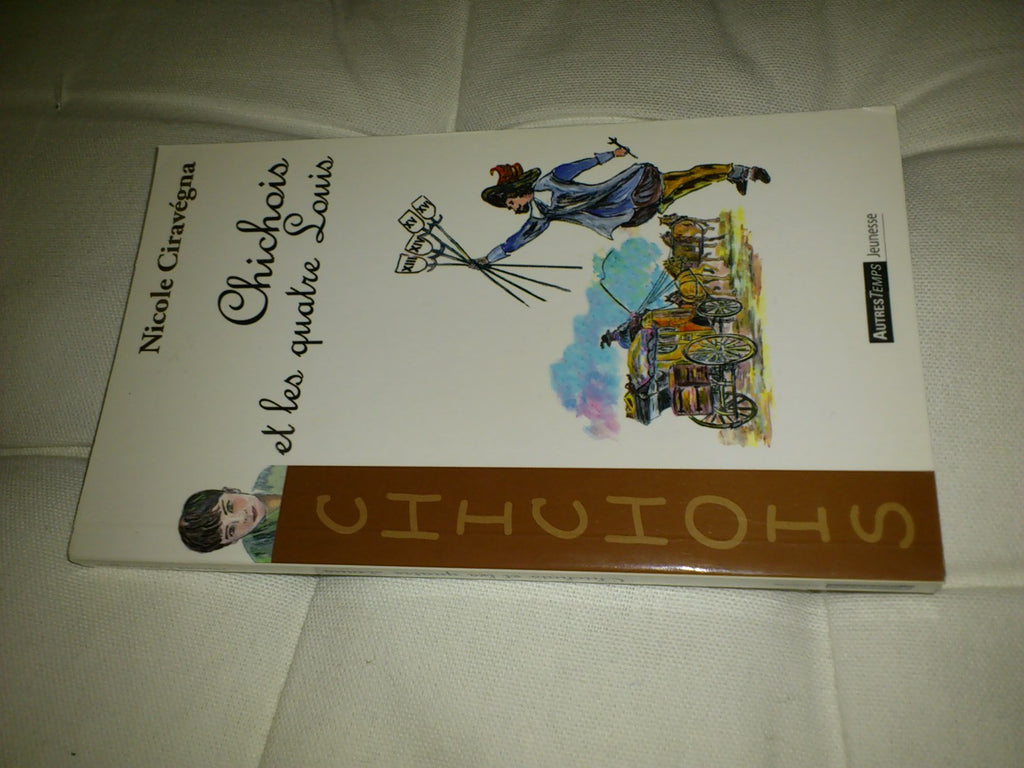 Nicole Ciravégna
Chichois
et les quatre Louis
AUTRES TEMPS Jeunesse
CHICHOIS